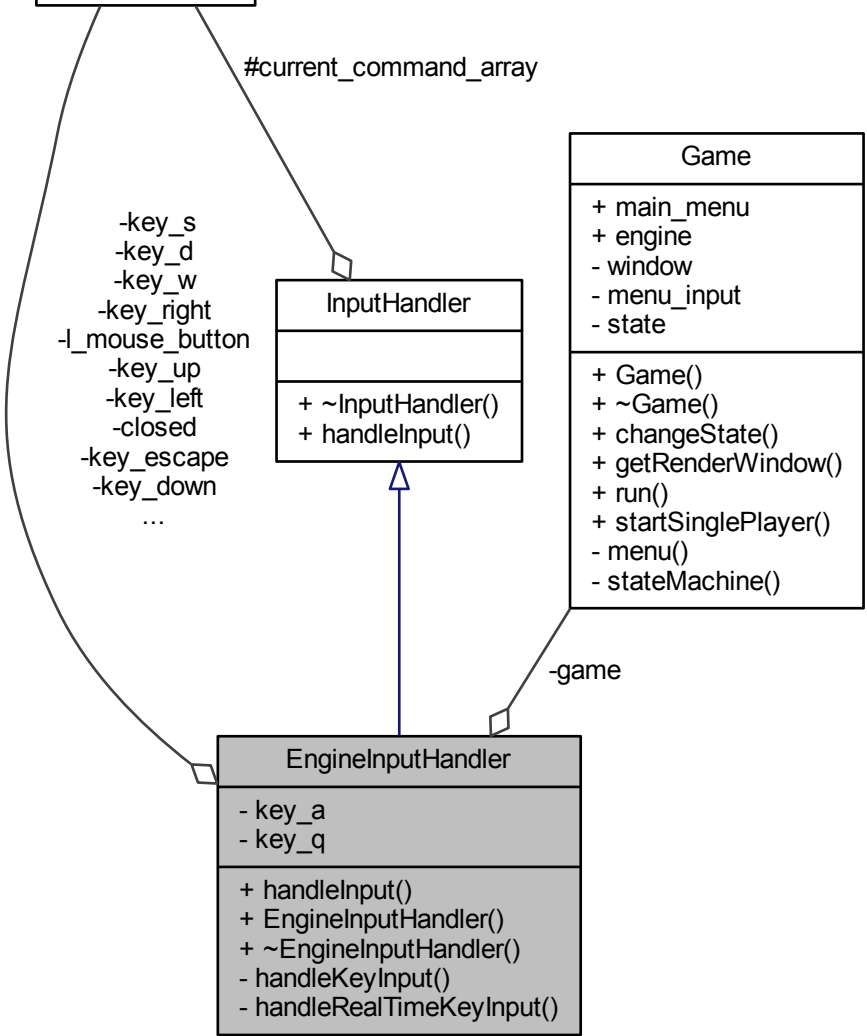 #current_command_array
Game
+ main_menu
+ engine
- window
- menu_input
- state
+ Game()
+ ~Game()
+ changeState()
+ getRenderWindow()
+ run()
+ startSinglePlayer()
- menu()
- stateMachine()
-key_s
-key_d
-key_w
-key_right
-l_mouse_button
-key_up
-key_left
-closed
-key_escape
-key_down
...
InputHandler
+ ~InputHandler()
+ handleInput()
-game
EngineInputHandler
- key_a
- key_q
+ handleInput()
+ EngineInputHandler()
+ ~EngineInputHandler()
- handleKeyInput()
- handleRealTimeKeyInput()